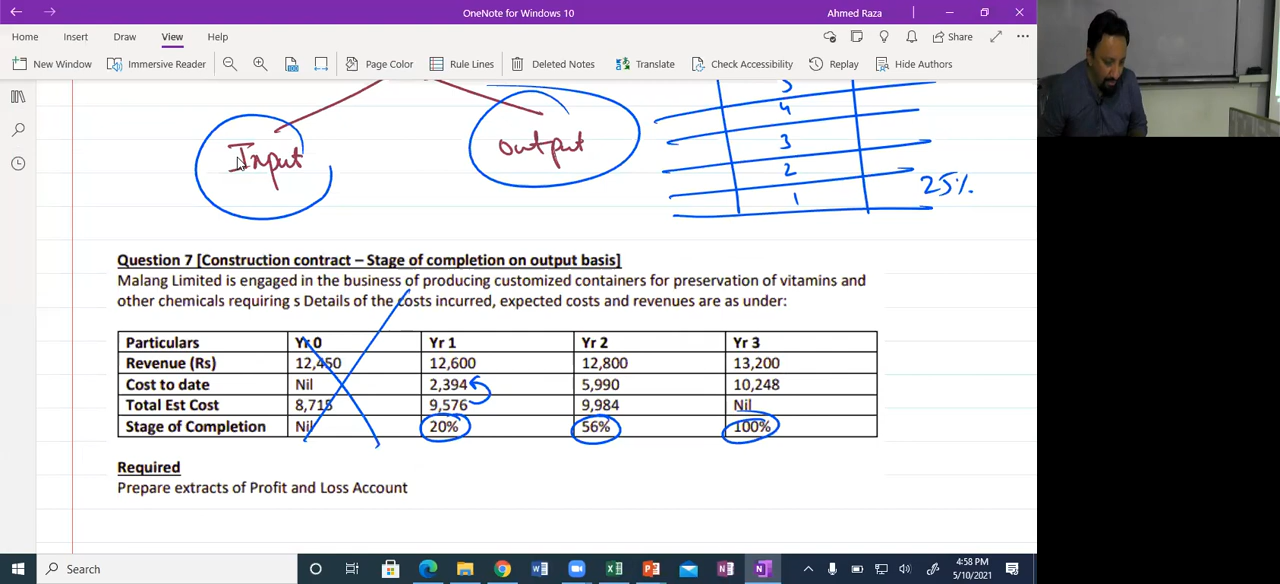 OneNote for Windows 10
Ahmed Raza
Home Insert Draw View Help
Share
New Window Immersive Reader Page Color Rule Lines Deleted Notes Translate Check Accessibility Replay Hide Authors
4
Input
output
3
2
1
25%
Question 7 [Construction contract – Stage of completion on output basis]
Malang Limited is engaged in the business of producing customized containers for preservation of vitamins and
other chemicals requiring s Details of the costs incurred, expected costs and revenues are as under:
Particulars Yr 0 Yr 1 Yr 2 Yr 3
Revenue (Rs) 12,450 12,600 12,800 13,200
Cost to date Nil 2,394 5,990 10,248
Total Est Cost 8,715 9,576 9,984 Nil
Stage of Completion Nil 20% 56% 100%
Required
Prepare extracts of Profit and Loss Account
Search
4:58 PM
5/10/2021